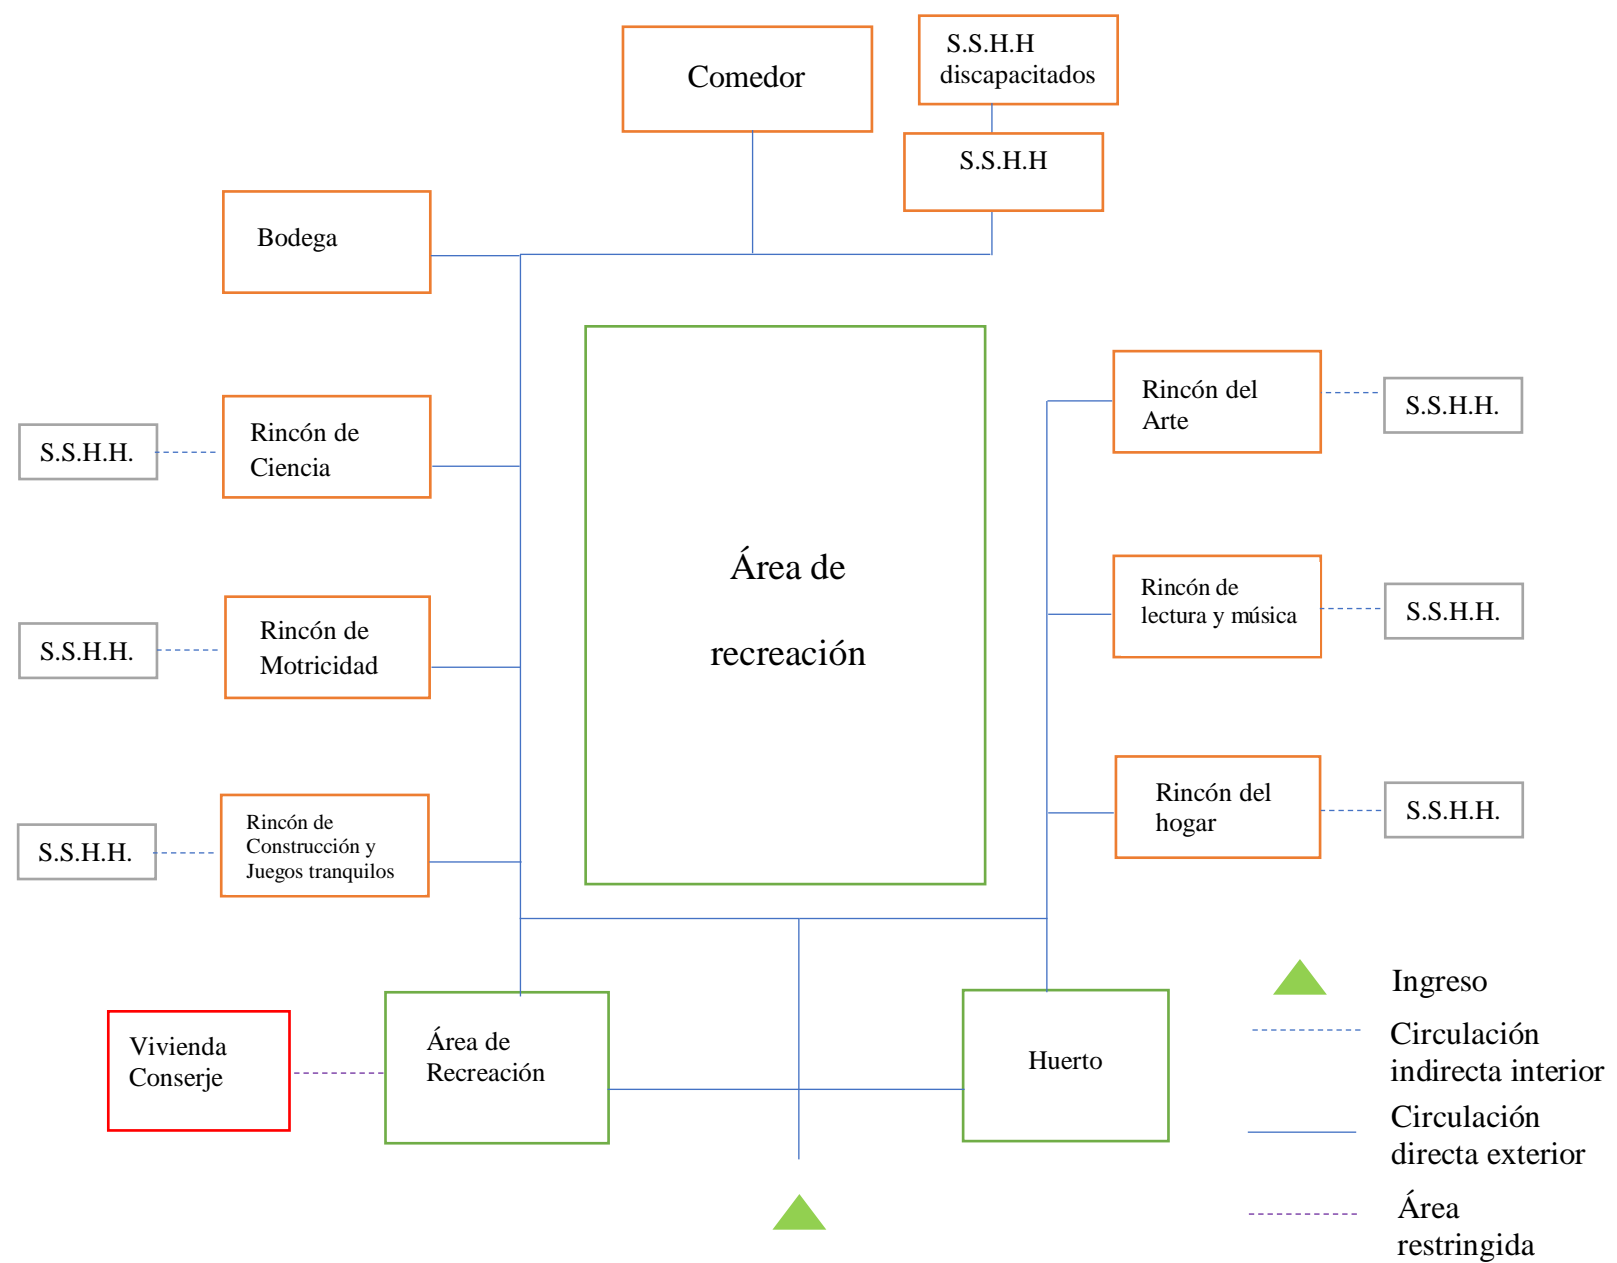 Comedor
S.S.H.H
discapacitados
S.S.H.H
Bodega
Rincón de
Ciencia
S.S.H.H.
Rincón de
Motricidad
S.S.H.H.
Rincón de
Construcción y
Juegos tranquilos
S.S.H.H.
Área de
recreación
Rincón del
Arte
S.S.H.H.
Rincón de
lectura y música
S.S.H.H.
Rincón del
hogar
S.S.H.H.
Vivienda
Conserje
Área de
Recreación
Huerto
Ingreso
Circulación
indirecta interior
Circulación
directa exterior
Área
restringida